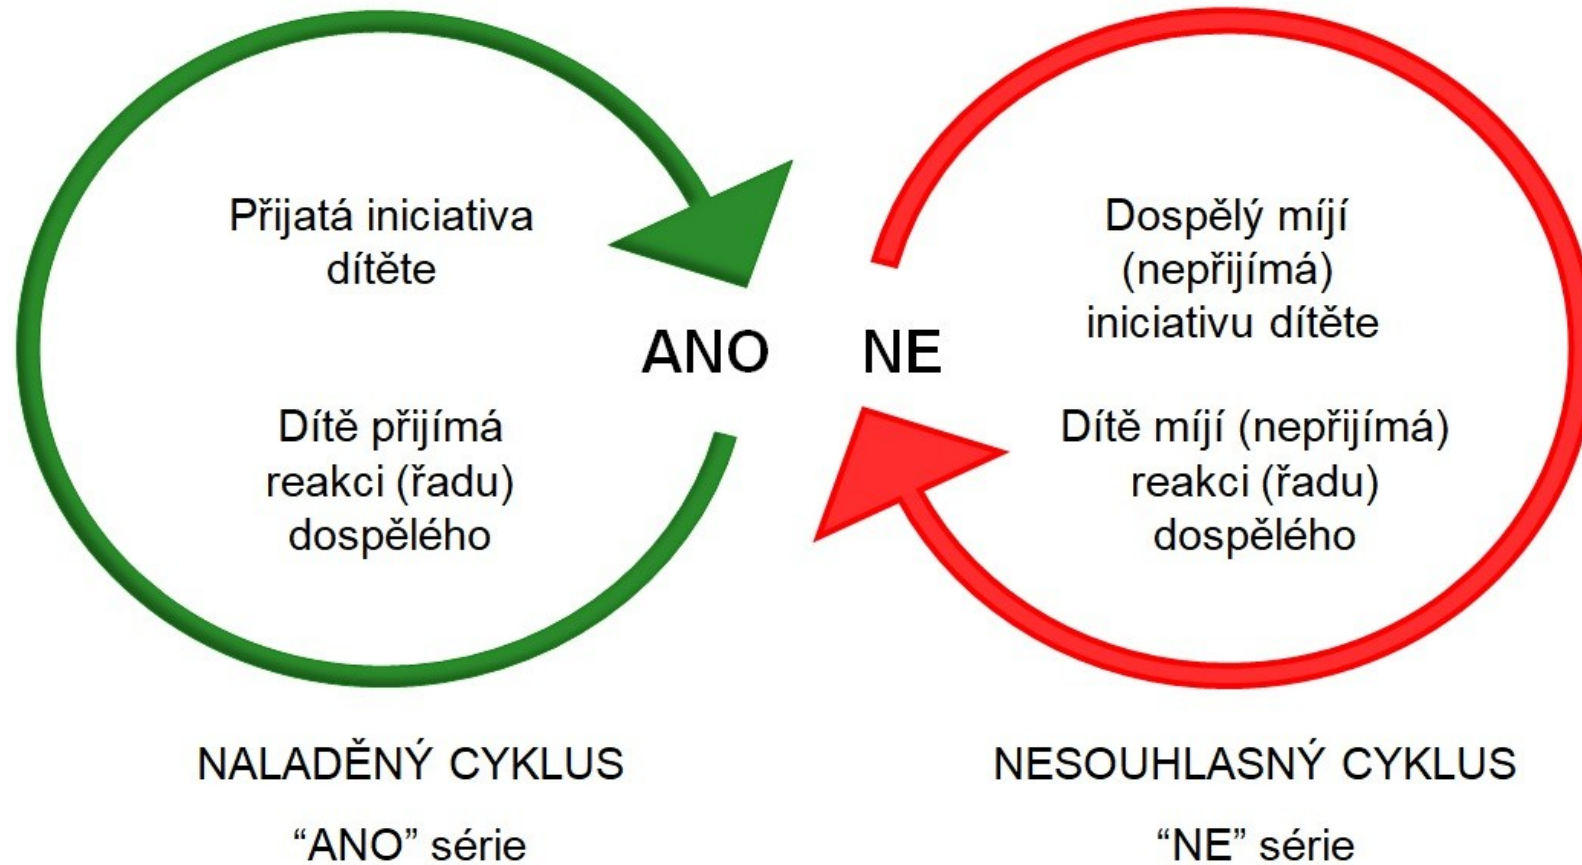 Přijatá iniciativa
dítěte
Dítě přijímá
reakci (řadu)
dospělého
ANO
NE
Dospělý míjí
(nepřijímá)
iniciativu dítěte
Dítě míjí (nepřijímá)
reakci (řadu)
dospělého
NALADĚNÝ CYKLUS
“ANO” série
NESOUHLASNÝ CYKLUS
“NE” série